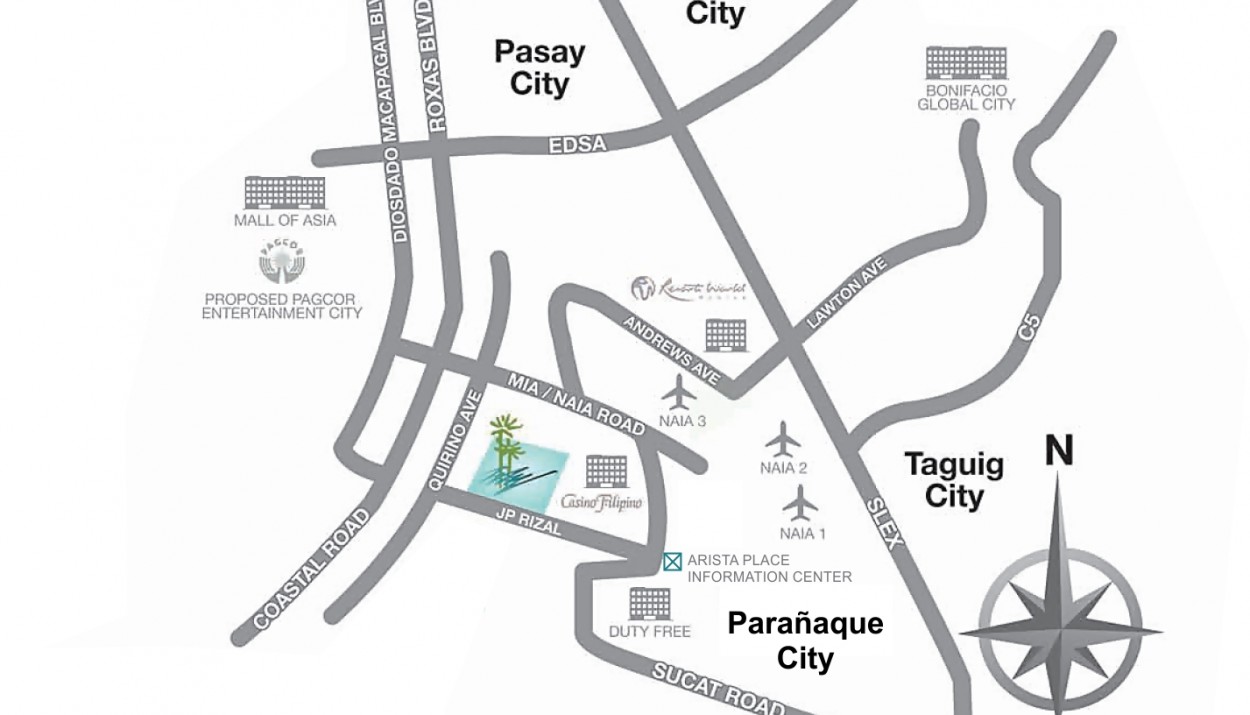 City
Pasay
City
DIOSDADO MACAPAGAL BLV
ROXAS BLVD
EDSA
BONIFACIO
GLOBAL CITY
MALL OF ASIA
PAGCOR
PROPOSED PAGCOR
ENTERTAINMENT CITY
Resorts World
MANILA
LAWTON AVE
ANDREWS AVE
C5
MIA / NAIA ROAD
NAIA 3
QUIRINO AVE
NAIA 2
Taguig
City
N
Casino Filipino
JP RIZAL
NAIA 1
SLEX
COASTAL ROAD
ARISTA PLACE
INFORMATION CENTER
DUTY FREE
Parañaque
City
SUCAT ROAD